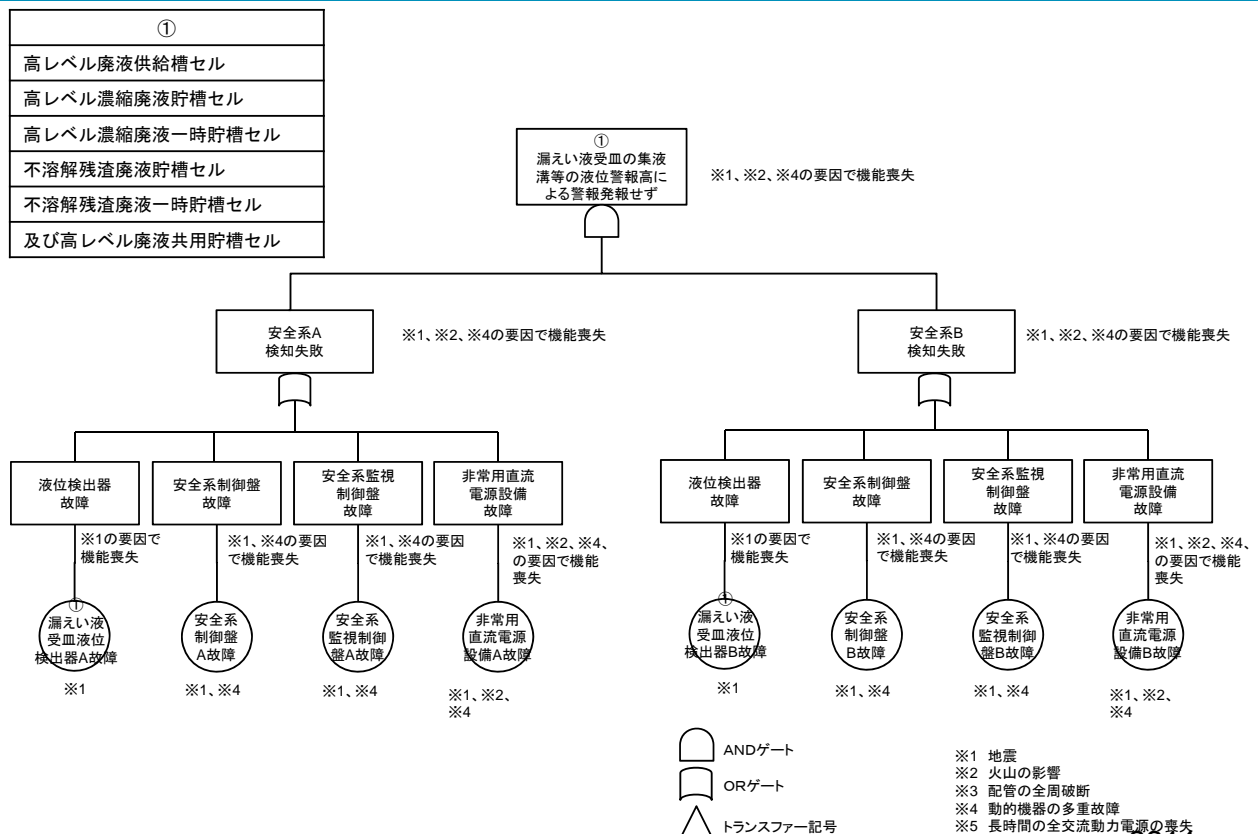 ①
高レベル廃液供給槽セル
高レベル濃縮廃液貯槽セル
高レベル濃縮廃液一時貯槽セル
不溶解残渣廃液貯槽セル
不溶解残渣廃液一時貯槽セル
及び高レベル廃液共用貯槽セル
①
漏えい液受皿の集液
溝等の液位警報高に
よる警報発報せず
※1、※2、※4の要因で機能喪失
安全系A
検知失敗
※1、※2、※4の要因で機能喪失
安全系B
検知失敗
※1、※2、※4の要因で機能喪失
液位検出器
故障
安全系制御盤
故障
安全系監視
制御盤
故障
非常用直流
電源設備
故障
液位検出器
故障
安全系制御盤
故障
安全系監視
制御盤
故障
非常用直流
電源設備
故障
※1の要因で
機能喪失
※1、※4の要因
で機能喪失
※1、※4の要因
で機能喪失
※1、※2、※4、
の要因で機能
喪失
※1の要因で
機能喪失
※1、※4の要因
で機能喪失
※1、※4の要因
で機能喪失
※1、※2、※4、
の要因で機能
喪失
①
漏えい液
受皿液位
検出器A故障
安全系
制御盤
A故障
安全系
監視制御
盤A故障
非常用
直流電源
設備A故障
①
漏えい液
受皿液位
検出器B故障
安全系
制御盤
B故障
安全系
監視制御
盤B故障
非常用
直流電源
設備B故障
※1
※1、※4
※1、※4
※1、※2、
※4
※1
※1、※4
※1、※4
※1、※2、
※4
ANDゲート
ORゲート
トランスファー記号
※1 地震
※2 火山の影響
※3 配管の全周破断
※4 動的機器の多重故障
※5 長時間の全交流動力電源の喪失